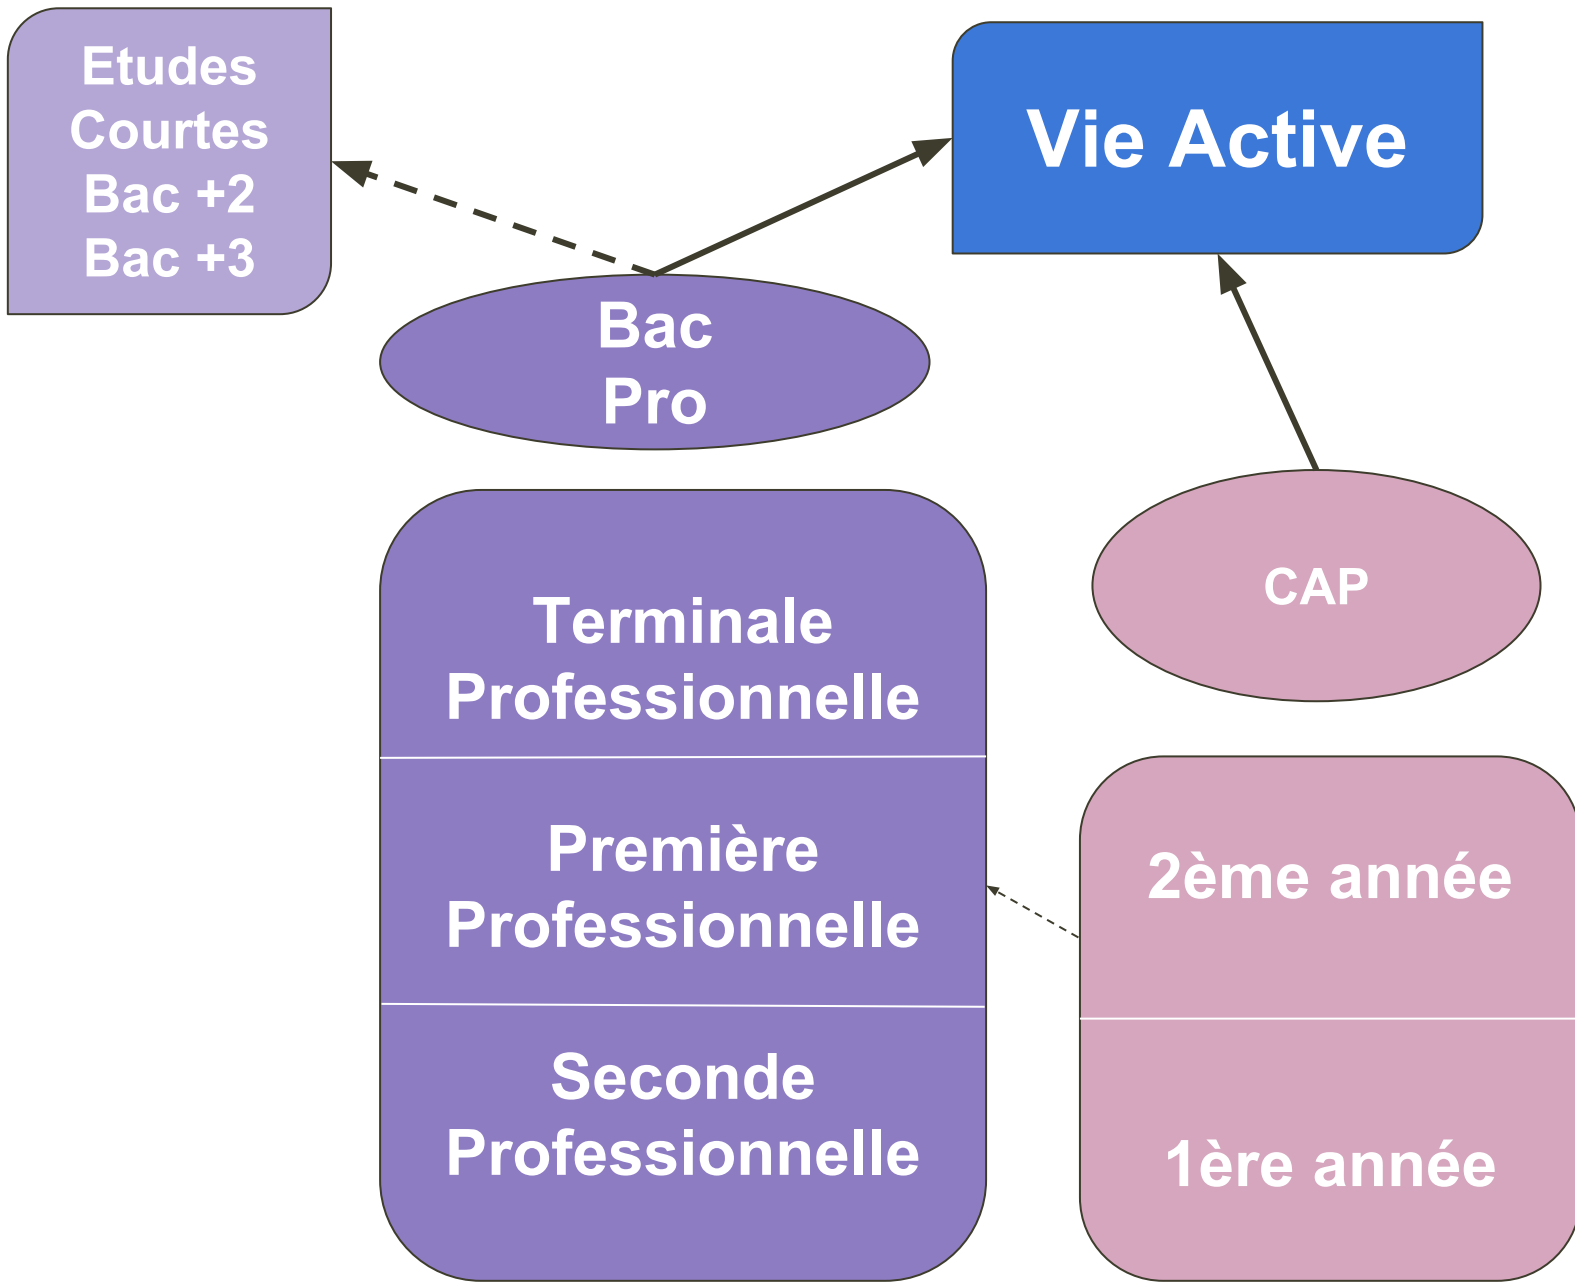 Etudes
Courtes
Bac +2
Bac +3
Vie Active
Bac
Pro
CAP
Terminale
Professionnelle
Première
Professionnelle
Seconde
Professionnelle
2ème année
1ère année